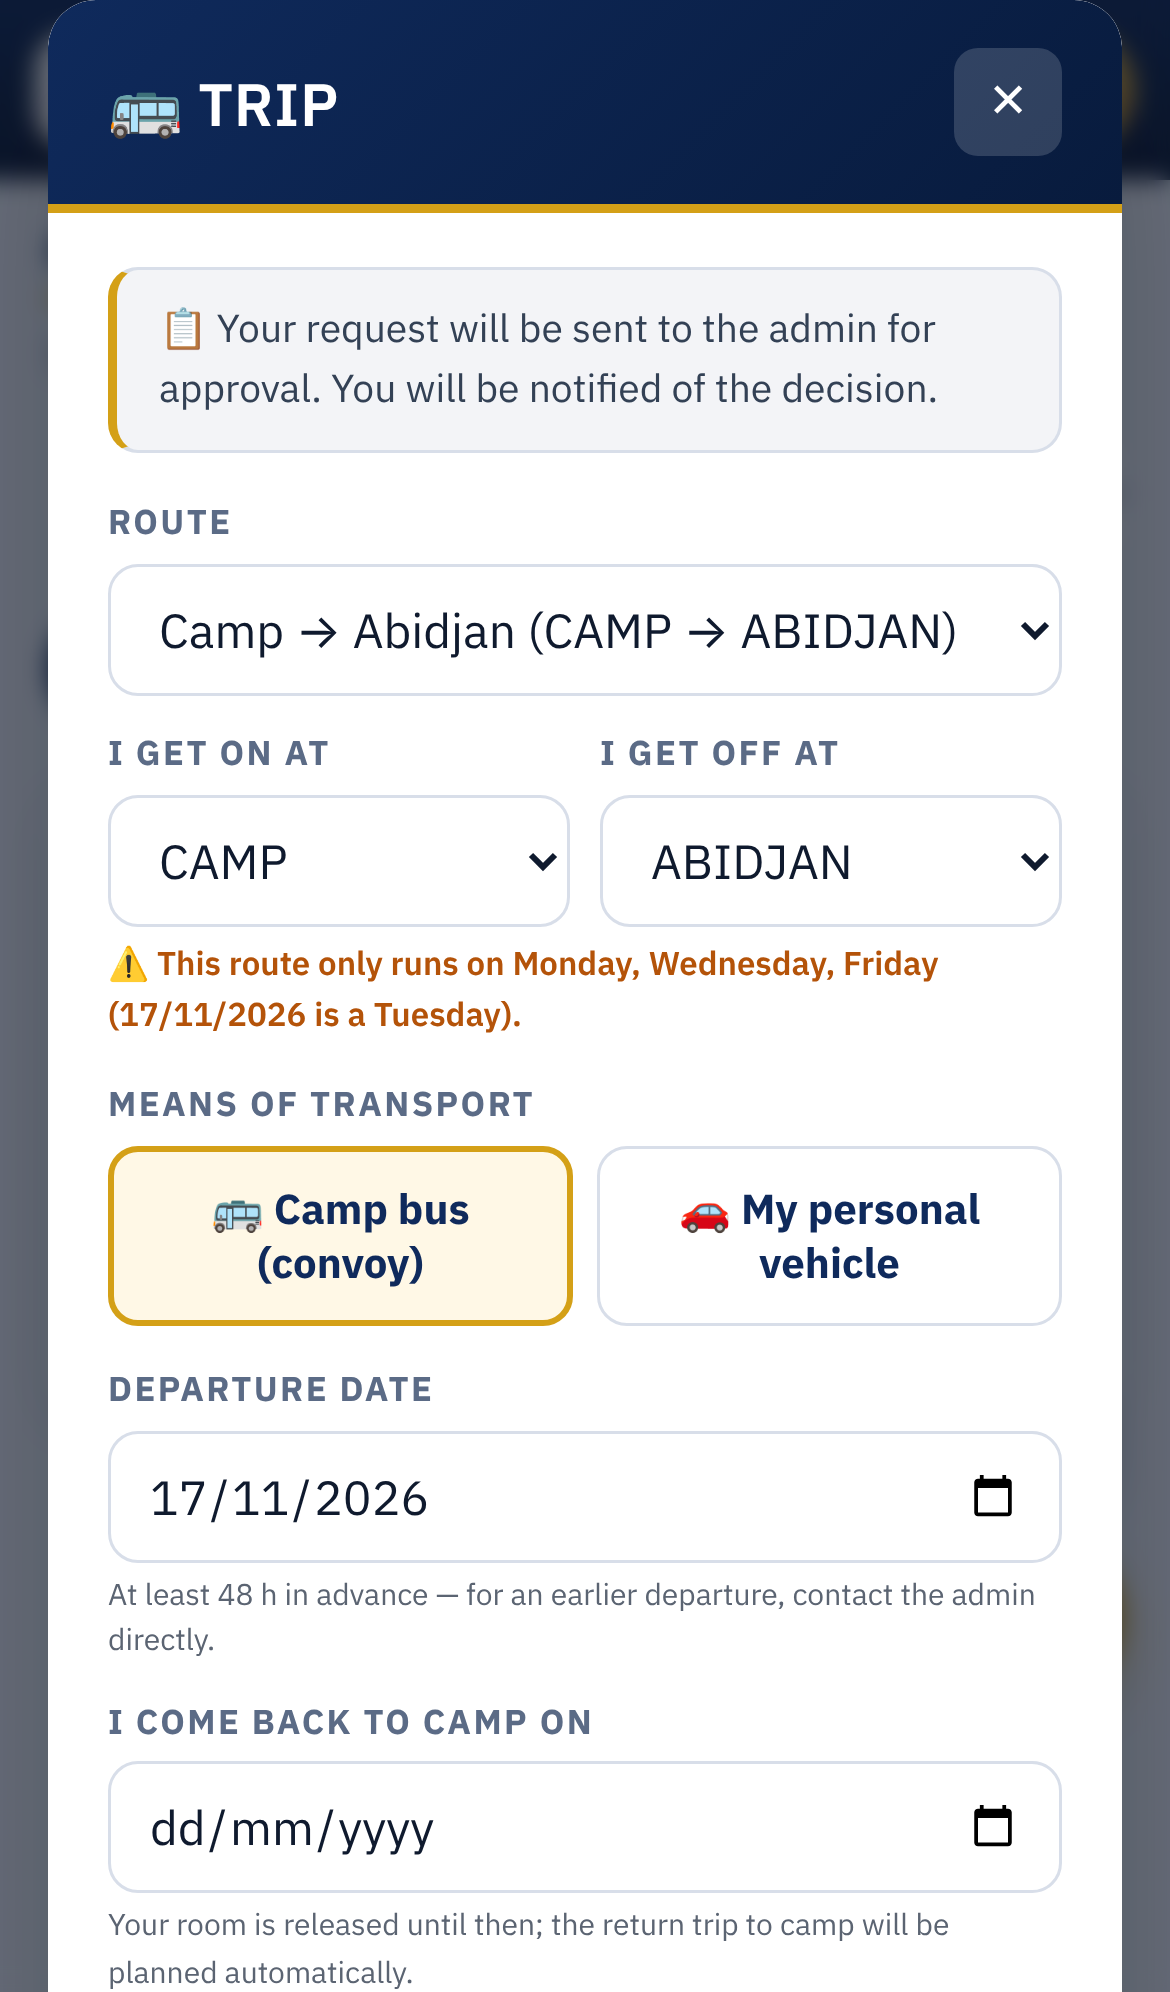 🚌 TRIP
✕
📋 Your request will be sent to the admin for
approval. You will be notified of the decision.
ROUTE
Camp → Abidjan (CAMP → ABIDJAN)
I GET ON AT
I GET OFF AT
CAMP
ABIDJAN
⚠️ This route only runs on Monday, Wednesday, Friday
(17/11/2026 is a Tuesday).
MEANS OF TRANSPORT
🚌 Camp bus
(convoy)
🚗 My personal
vehicle
DEPARTURE DATE
17/11/2026
At least 48 h in advance — for an earlier departure, contact the admin
directly.
I COME BACK TO CAMP ON
dd/mm/yyyy
Your room is released until then; the return trip to camp will be
planned automatically.